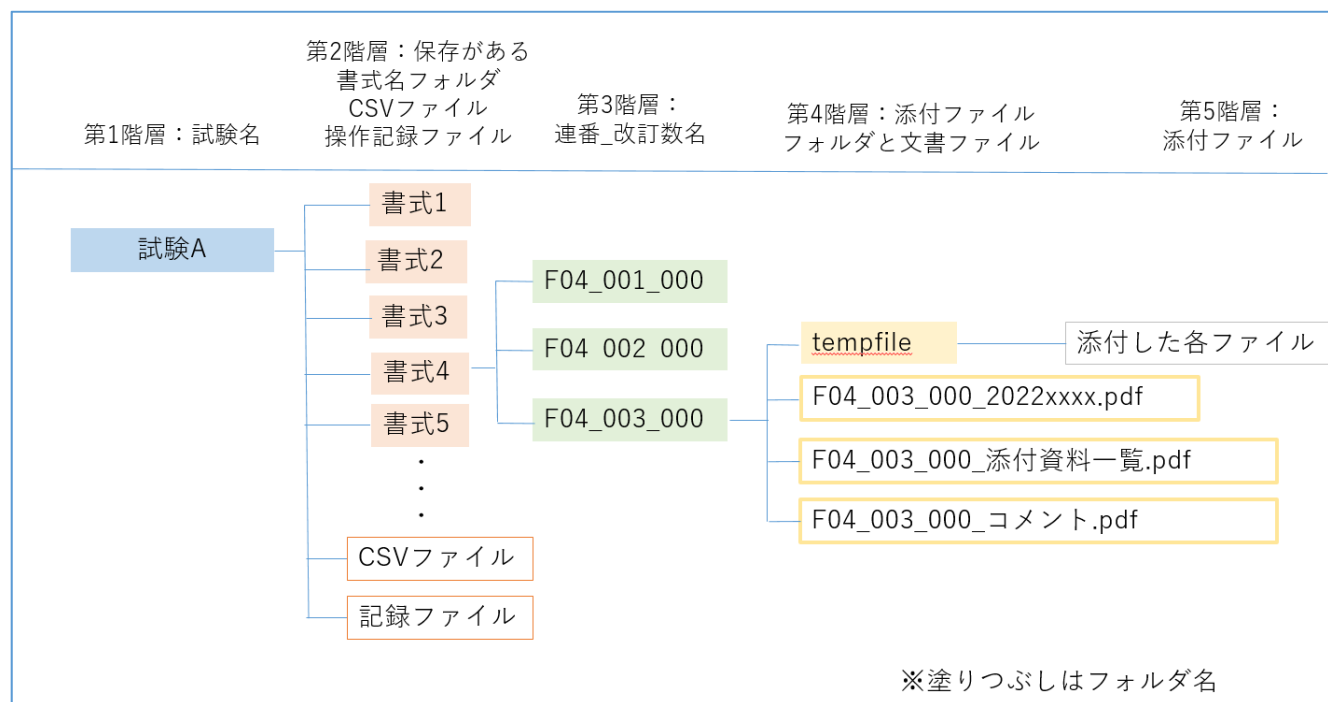 第1階層：試験名
第2階層：保存がある
書式名フォルダ
CSVファイル
操作記録ファイル
第3階層：
連番_改訂数名
第4階層：添付ファイル
フォルダと文書ファイル
第5階層：
添付ファイル
試験A
書式1
書式2
書式3
書式4
書式5
・
・
・
CSVファイル
記録ファイル
F04_001_000
F04 002 000
F04_003_000
tempfile
添付した各ファイル
F04_003_000_2022xxxx.pdf
F04_003_000_添付資料一覧.pdf
F04_003_000_コメント.pdf
※塗りつぶしはフォルダ名